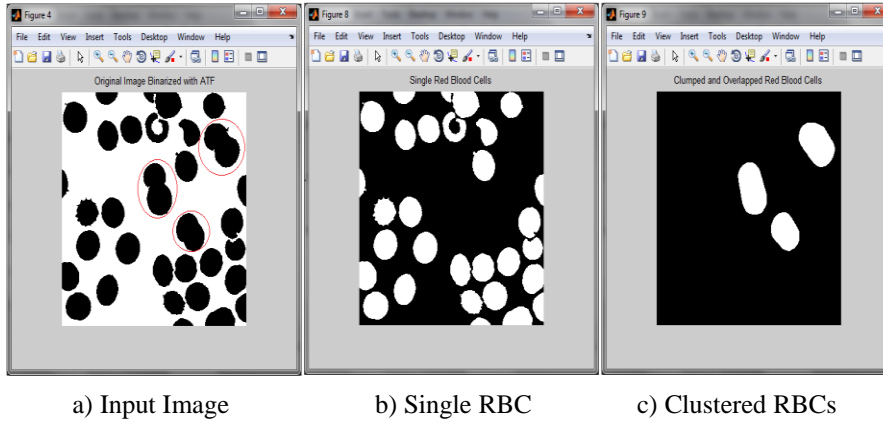 Figure 4
File Edit View Insert Tools Desktop Window Help
Original Image Binarized with ATF
Figure 8
File Edit View Insert Tools Desktop Window Help
Single Red Blood Cells
Figure 9
File Edit View Insert Tools Desktop Window Help
Clumped and Overlapped Red Blood Cells
a) Input Image
b) Single RBC
c) Clustered RBCs